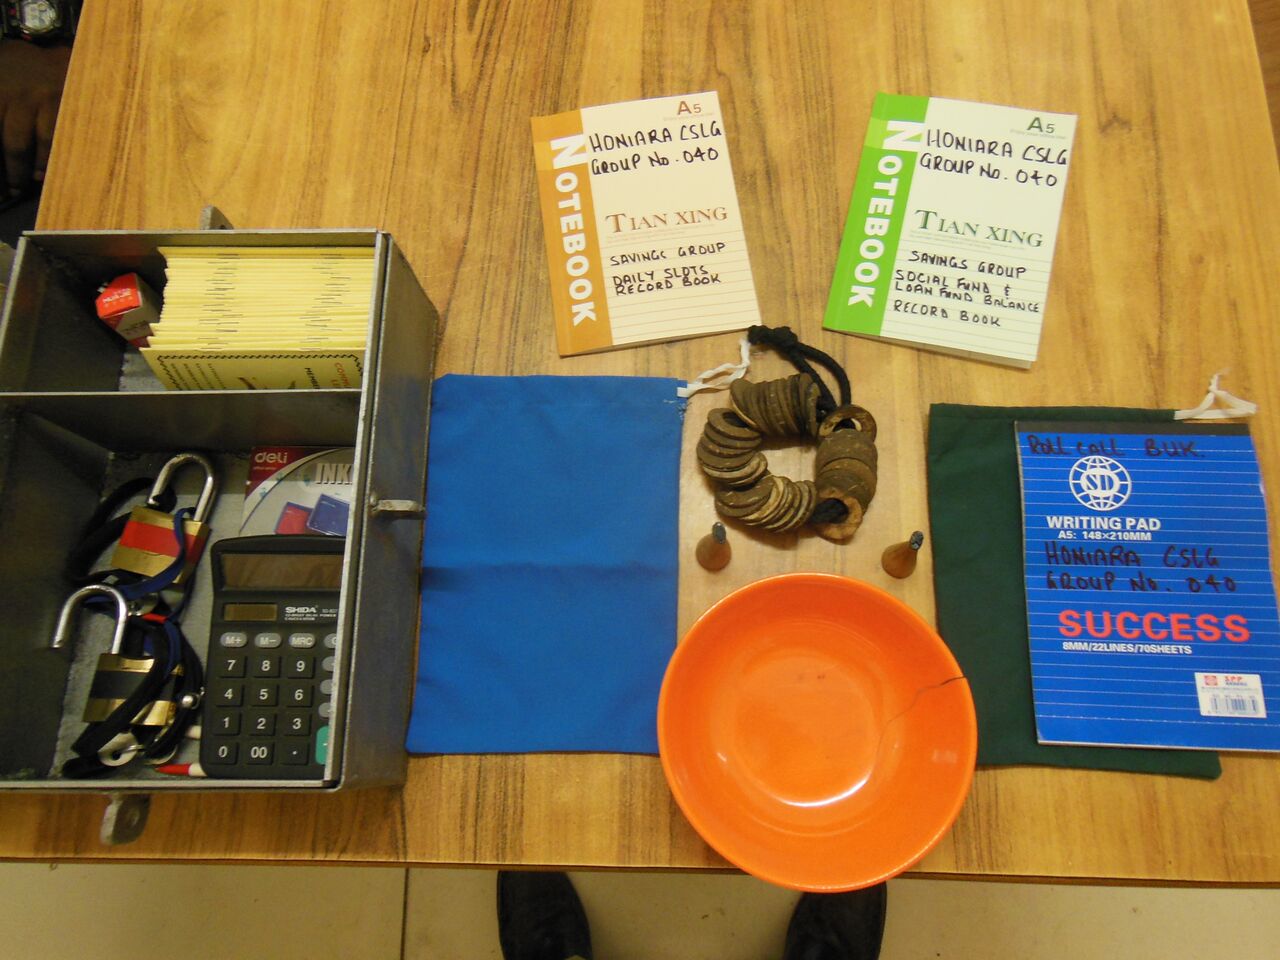 A5
NOTEBOOK
HONIARA CSLG
GROUP No. 040
TIAN XING
SAVINGS GROUP
DAILY SLOTS
RECORD BOOK
A5
NOTEBOOK
HONIARA CSLG
GROUP No. 040
TIAN XING
SAVINGS GROUP
SOCIAL FUND &
LOAN FUND BALANCE
RECORD BOOK
deli
SHIDA
M+ M- MRC
7 8 9
4 5 6
1 2 3
0 00 .
ROLL CALL BUK.
SD
WRITING PAD
A5: 148×210MM
HONIARA CSLG
GROUP No. 040
SUCCESS
8MM/22LINES/70SHEETS
SPP